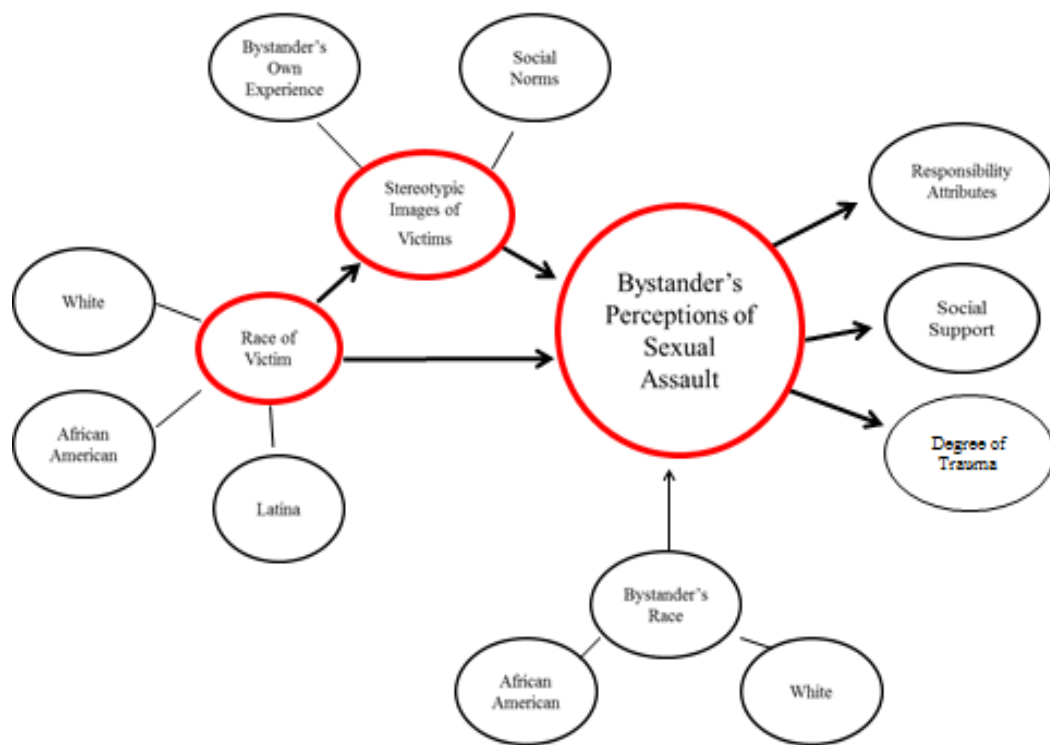 Bystander’s
Own
Experience
Social
Norms
Stereotypic
Images of
Victims
Responsibility
Attributes
White
Race of
Victim
Bystander’s
Perceptions of
Sexual
Assault
Social
Support
African
American
Latina
Degree of
Trauma
Bystander’s
Race
African
American
White